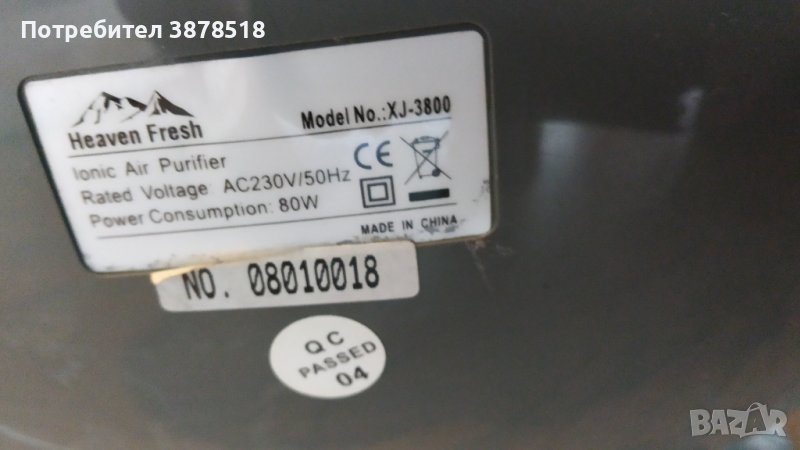 Потребител 3878518
Heaven Fresh
Model No.:XJ-3800
Ionic Air Purifier
Rated Voltage: AC230V/50Hz
Power Consumption: 80W
CE
MADE IN CHINA
NO. 08010018
QC
PASSED
04
BAZAR